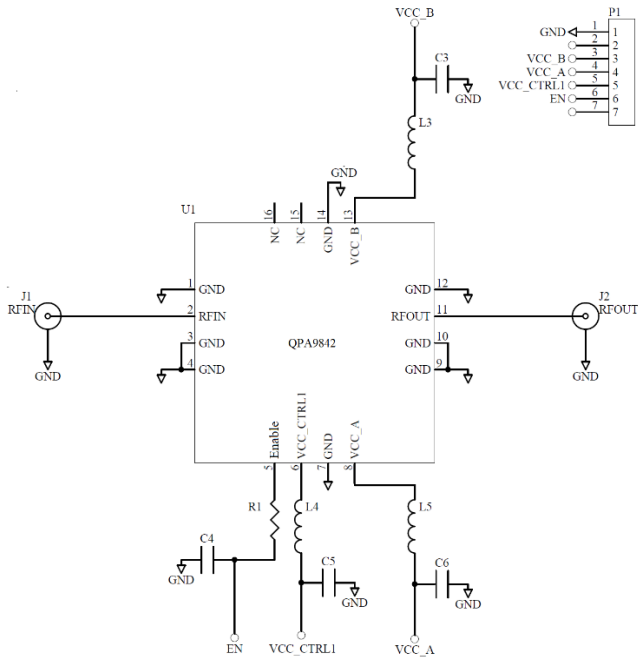 VCC_B
P1
GND 1 1
2 2
VCC_B 3 3
VCC_A 4 4
VCC_CTRL1 5 5
EN 6 6
7 7
C3
GND
L3
GND
U1
16 15 14 13
NC NC GND VCC_B
1 GND
12 GND
J1
RFIN
2 RFIN
RFOUT 11
J2
RFOUT
3 GND
GND 10
QPA9842
4 GND
GND 9
GND
GND
Enable VCC_CTRL1 GND VCC_A
5 6 7 8
R1
L4
L5
C4
GND
C5
GND
C6
GND
EN
VCC_CTRL1
VCC_A